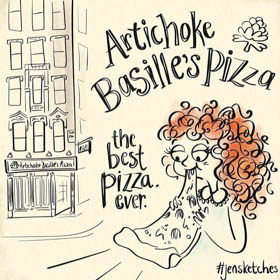 Artichoke
Basille's Pizza
Artichoke Basille's Pizza
the
best
pizza.
ever.
#jensketches